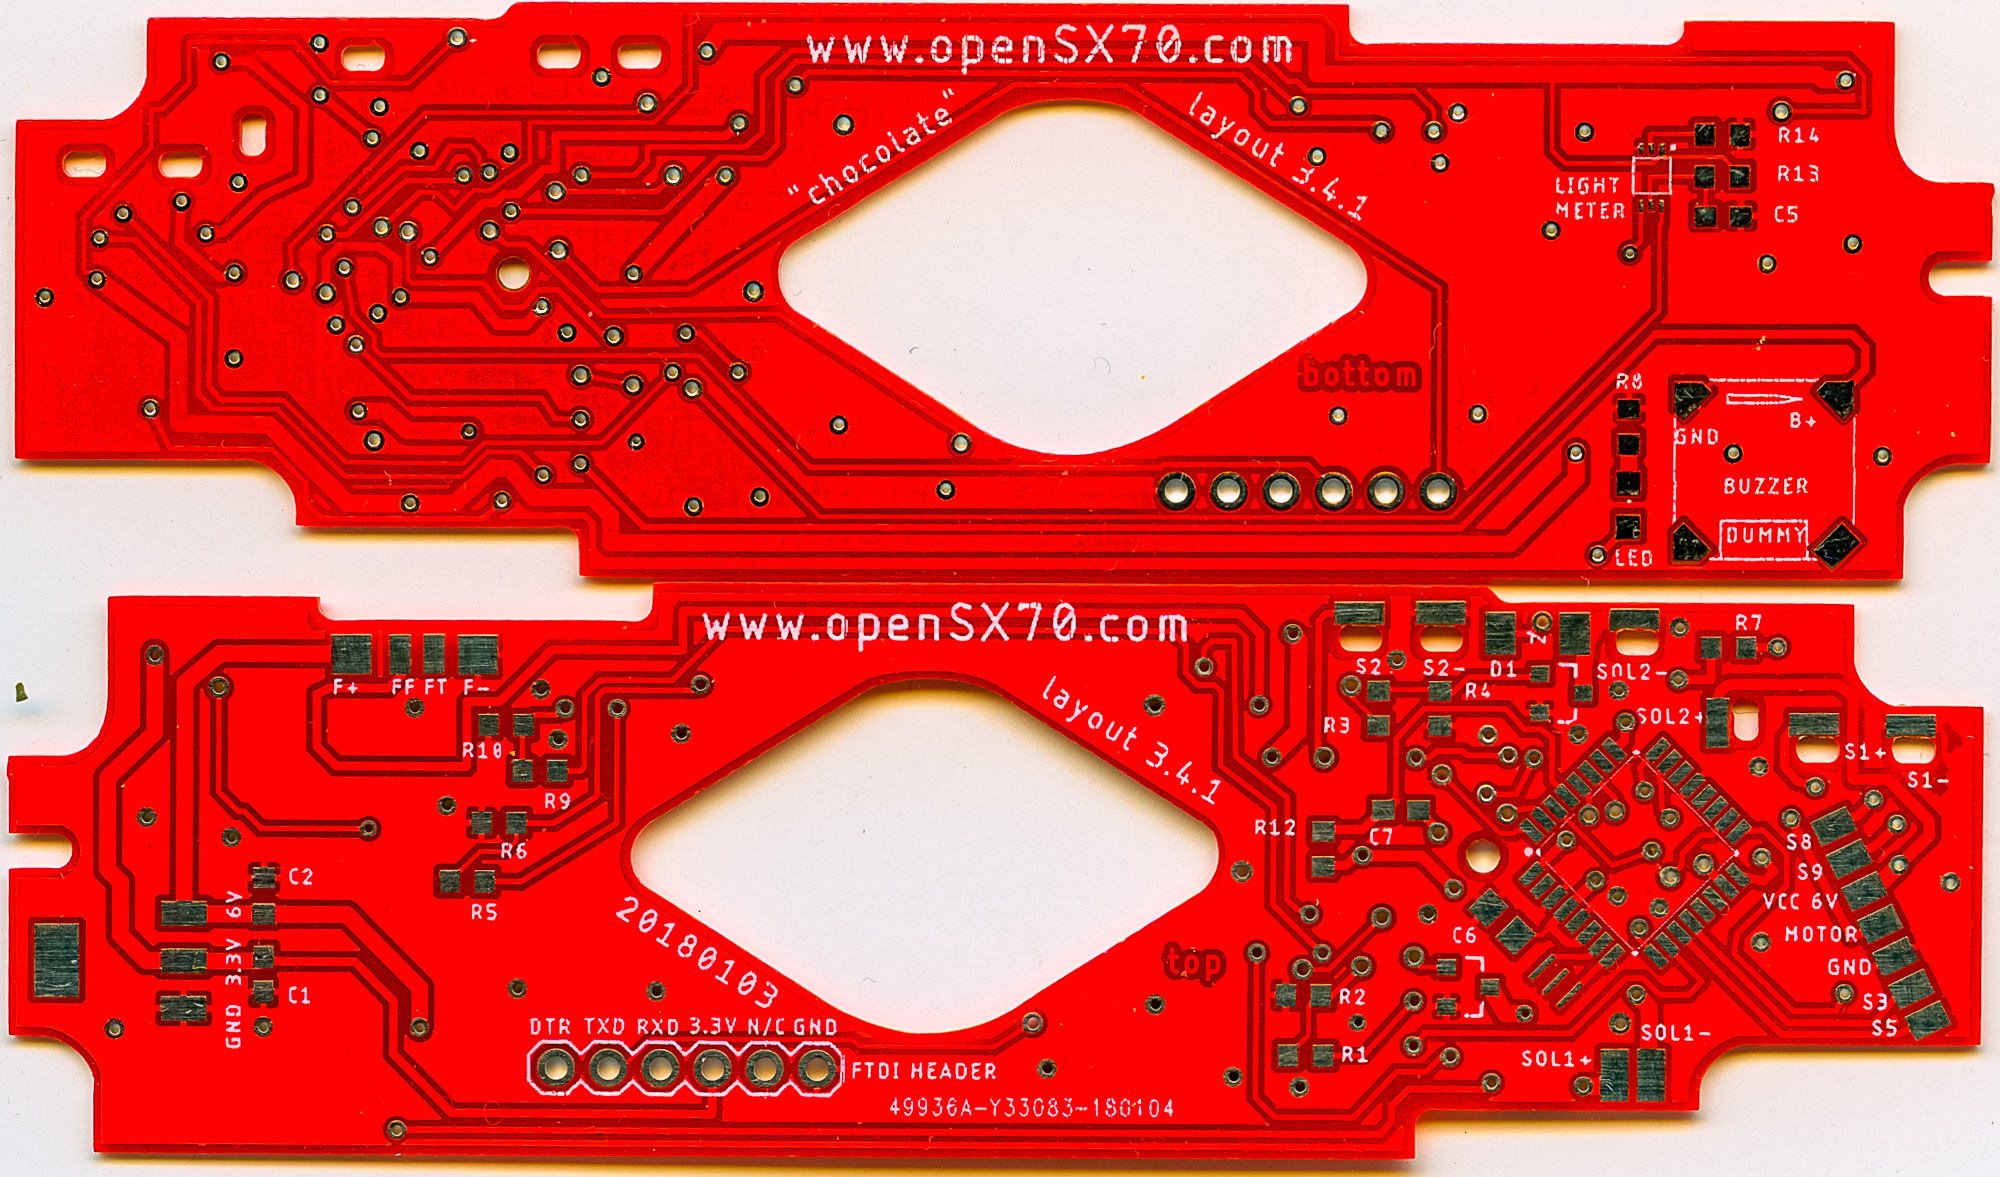 www.openSX70.com
"chocolate"
layout 3.4.1
R14
R13
LIGHT
METER
C5
bottom
R8
B+
GND
BUZZER
DUMMY
LED
www.openSX70.com
layout 3.4.1
F+ FF FT F-
S2 S2- D1 SOL2- R7
R4
R3
SOL2+
R10
S1+
S1-
R9
R12
C7
R6
S8
S9
C2
R5
6V
VCC 6V
20180103
C6
MOTOR
3.3V
top
GND
C1
R2
S3
S5
GND
DTR TXD RXD 3.3V N/C GND
SOL1-
R1
SOL1+
FTDI HEADER
49936A-Y33083-180104